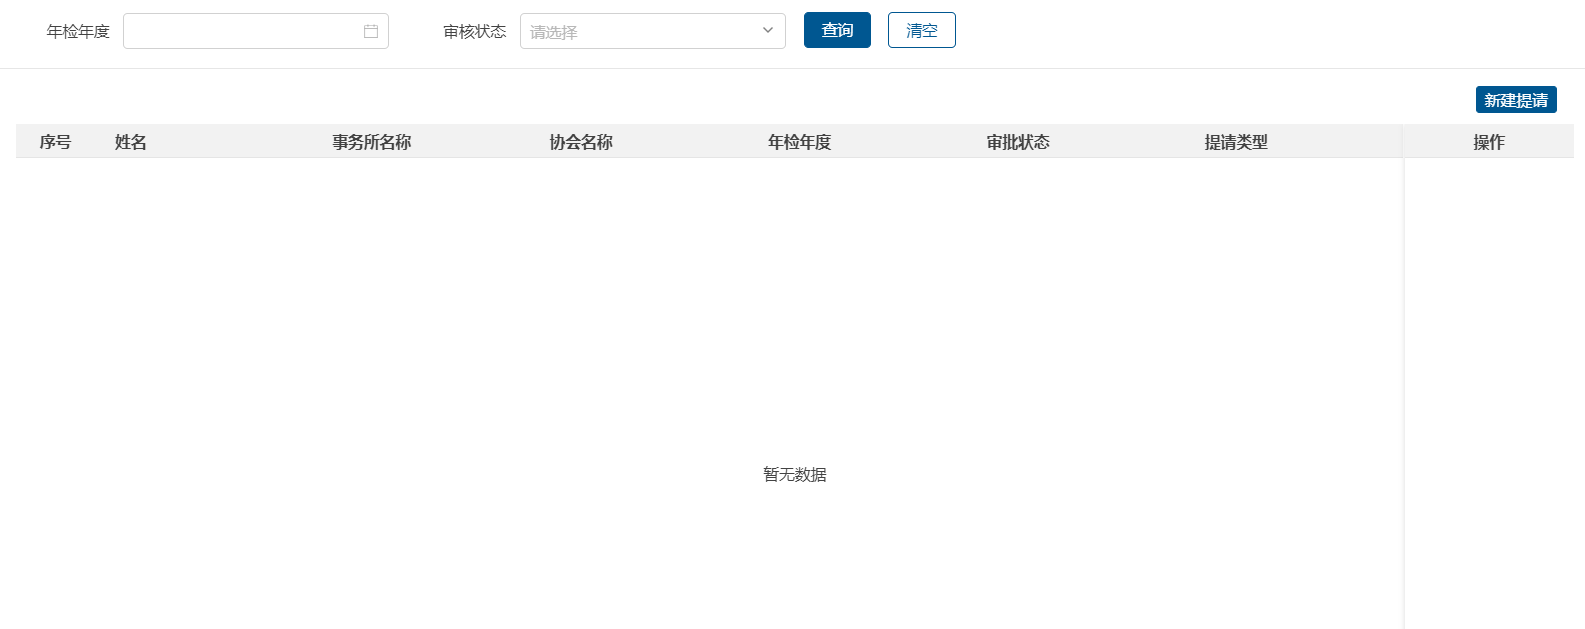 年检年度 审核状态 请选择 查询 清空
新建提请
序号 姓名 事务所名称 协会名称 年检年度 审批状态 提请类型 操作
暂无数据